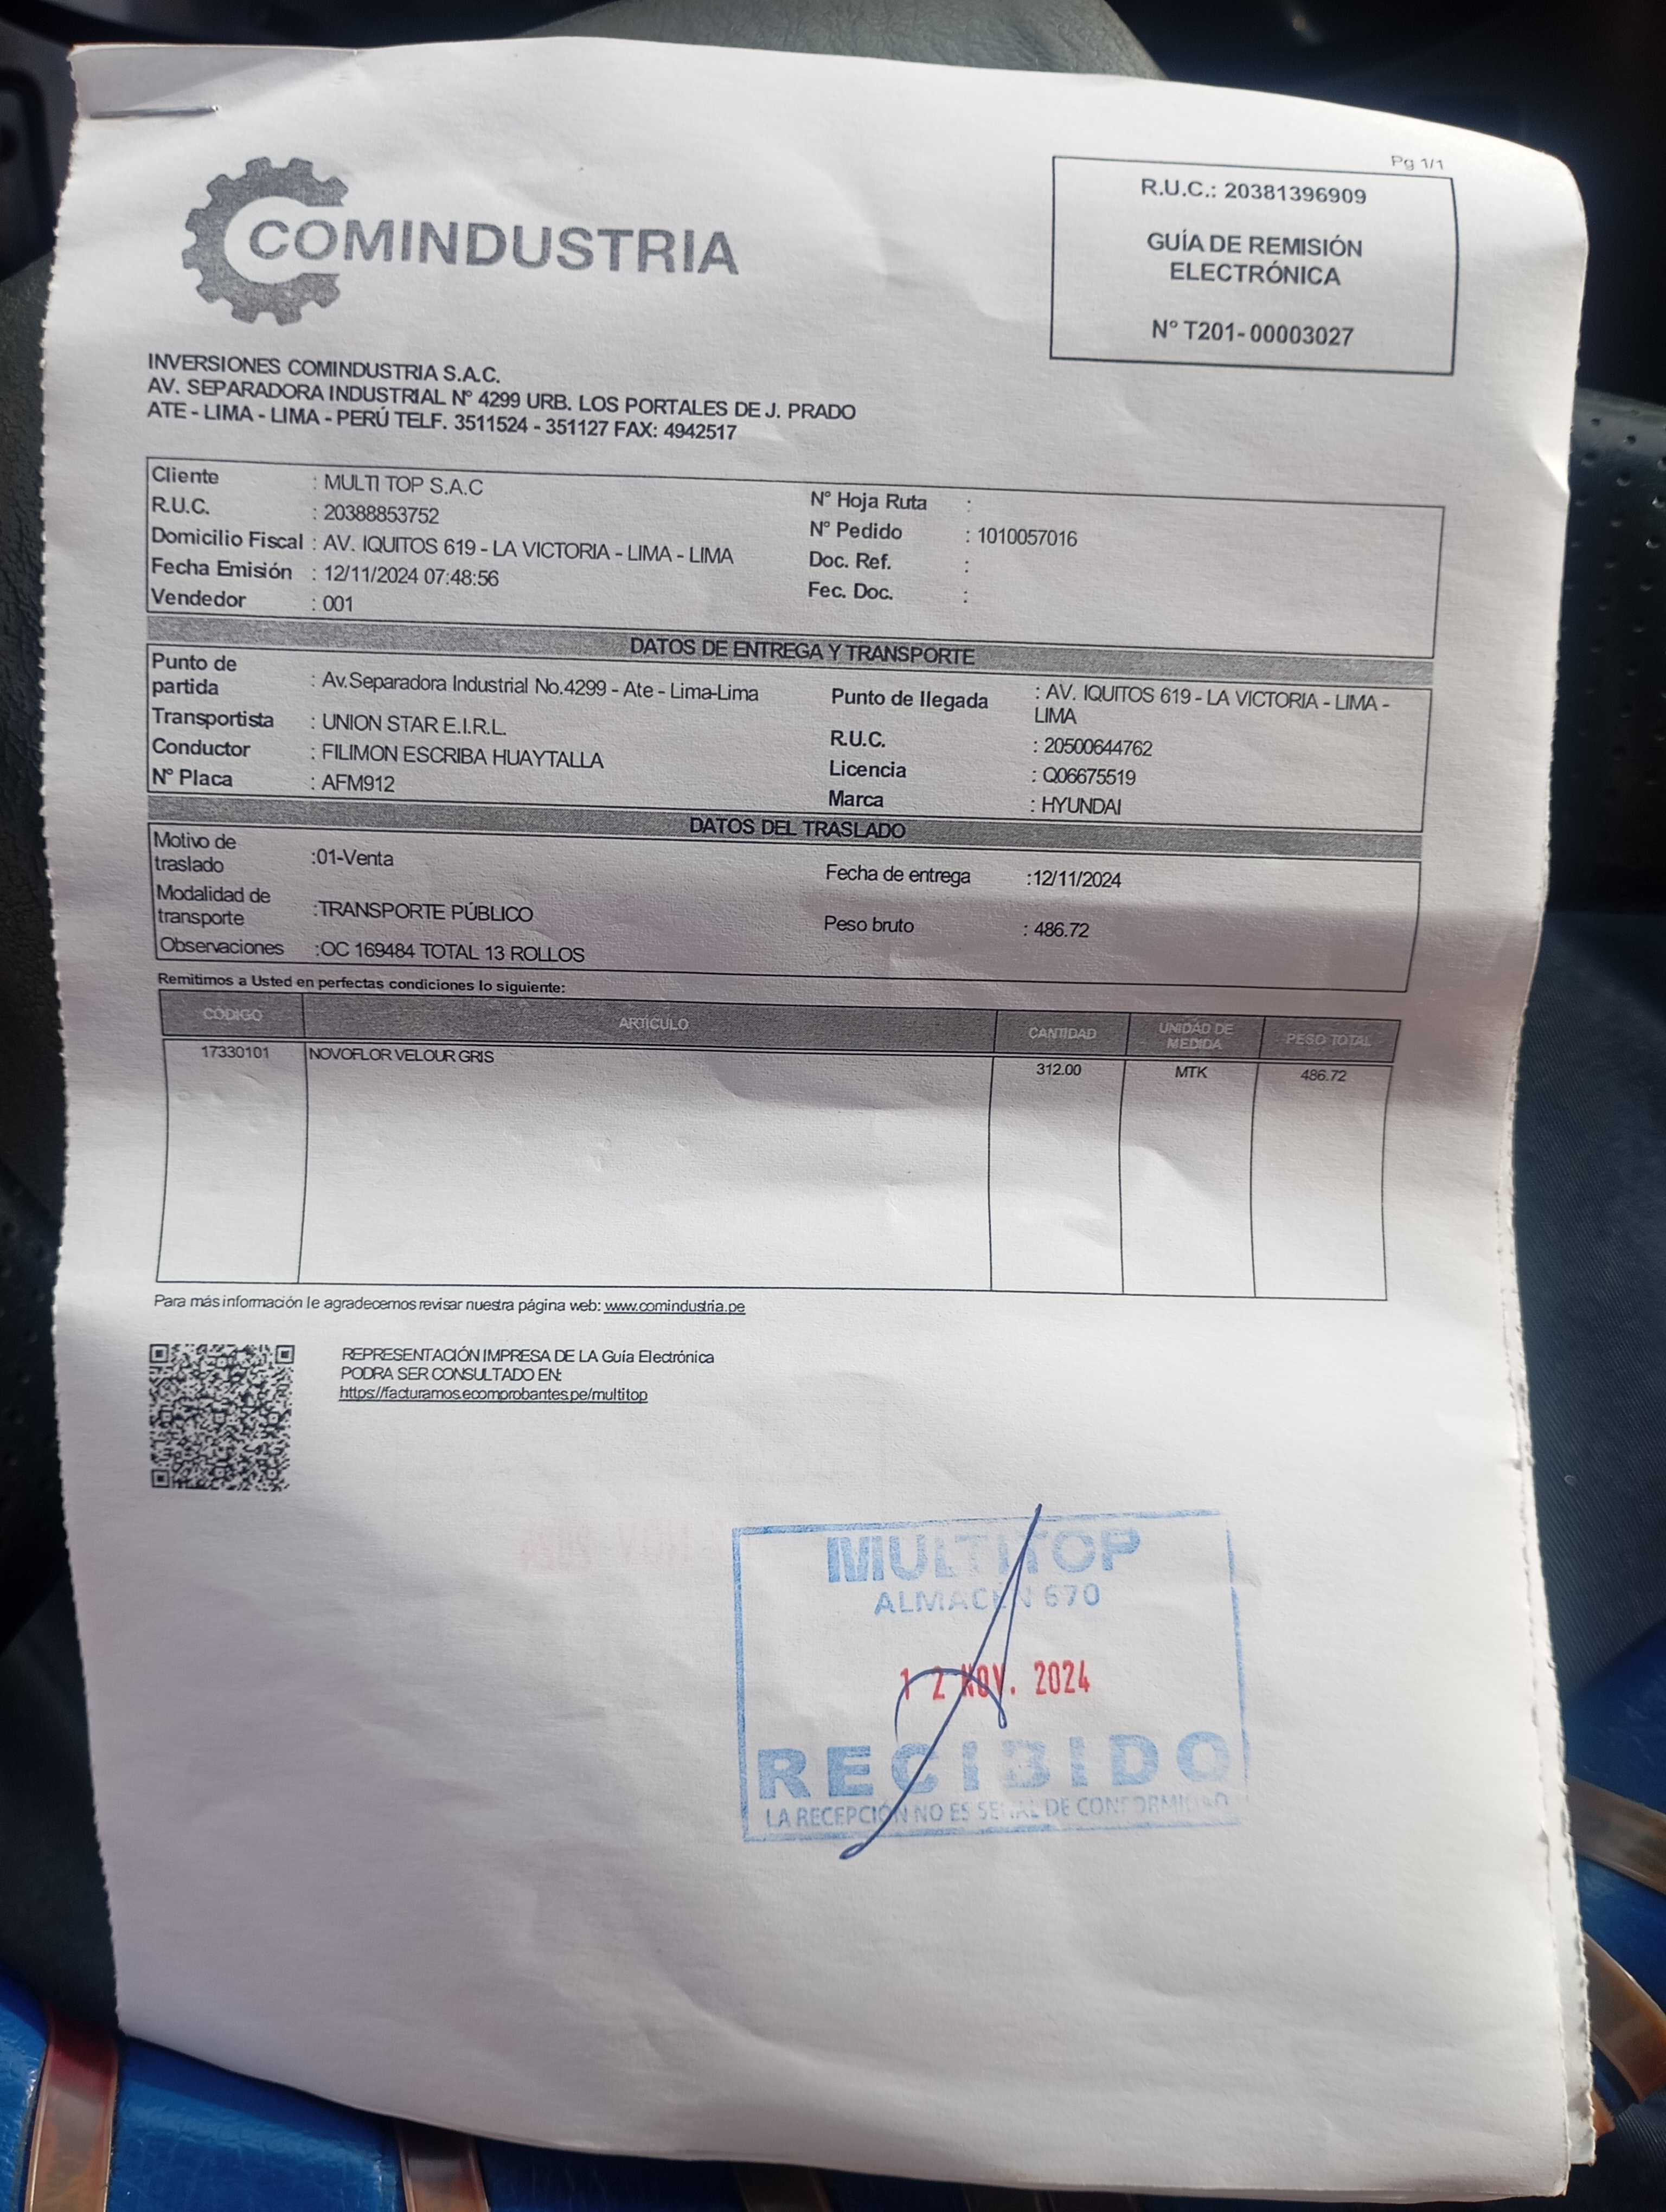 Pg 1/1
R.U.C.: 20381396909
GUÍA DE REMISIÓN
ELECTRÓNICA
N° T201-00003027
COMINDUSTRIA
INVERSIONES COMINDUSTRIA S.A.C.
AV. SEPARADORA INDUSTRIAL Nº 4299 URB. LOS PORTALES DE J. PRADO
ATE - LIMA - LIMA - PERÚ TELF. 3511524 - 351127 FAX: 4942517
Cliente : MULTI TOP S.A.C
R.U.C. : 20388853752
Domicilio Fiscal : AV. IQUITOS 619 - LA VICTORIA - LIMA - LIMA
Fecha Emisión : 12/11/2024 07:48:56
Vendedor : 001
N° Hoja Ruta :
N° Pedido : 1010057016
Doc. Ref. :
Fec. Doc. :
DATOS DE ENTREGA Y TRANSPORTE
Punto de
partida : Av.Separadora Industrial No.4299 - Ate - Lima-Lima
Transportista : UNION STAR E.I.R.L.
Conductor : FILIMON ESCRIBA HUAYTALLA
N° Placa : AFM912
Punto de llegada : AV. IQUITOS 619 - LA VICTORIA - LIMA -
LIMA
R.U.C. : 20500644762
Licencia : Q06675519
Marca : HYUNDAI
DATOS DEL TRASLADO
Motivo de
traslado :01-Venta
Modalidad de
transporte :TRANSPORTE PÚBLICO
Observaciones :OC 169484 TOTAL 13 ROLLOS
Fecha de entrega :12/11/2024
Peso bruto : 486.72
Remitimos a Usted en perfectas condiciones lo siguiente:
CÓDIGO ARTÍCULO CANTIDAD UNIDAD DE MEDIDA PESO TOTAL
17330101 NOVOFLOR VELOUR GRIS 312.00 MTK 486.72
Para más información le agradecemos revisar nuestra página web: www.comindustria.pe
REPRESENTACIÓN IMPRESA DE LA Guía Electrónica
PODRA SER CONSULTADO EN:
https://facturamos.ecomprobantes.pe/multitop
MULTITOP
ALMACÉN 670
12 NOV. 2024
RECIBIDO
LA RECEPCIÓN NO ES SEÑAL DE CONFORMIDAD